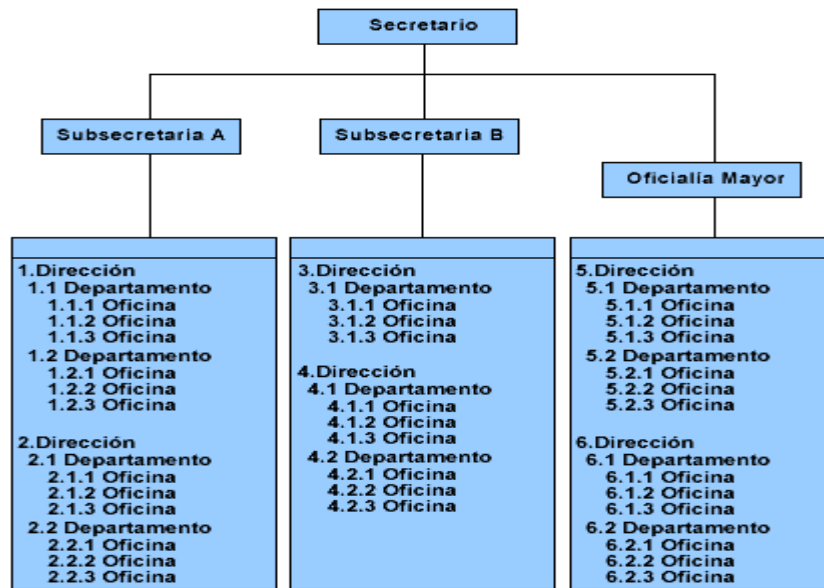 Secretario
Subsecretaria A
Subsecretaria B
Oficialía Mayor
1.Dirección
1.1 Departamento
1.1.1 Oficina
1.1.2 Oficina
1.1.3 Oficina
1.2 Departamento
1.2.1 Oficina
1.2.2 Oficina
1.2.3 Oficina
2.Dirección
2.1 Departamento
2.1.1 Oficina
2.1.2 Oficina
2.1.3 Oficina
2.2 Departamento
2.2.1 Oficina
2.2.2 Oficina
2.2.3 Oficina
3.Dirección
3.1 Departamento
3.1.1 Oficina
3.1.2 Oficina
3.1.3 Oficina
4.Dirección
4.1 Departamento
4.1.1 Oficina
4.1.2 Oficina
4.1.3 Oficina
4.2 Departamento
4.2.1 Oficina
4.2.2 Oficina
4.2.3 Oficina
5.Dirección
5.1 Departamento
5.1.1 Oficina
5.1.2 Oficina
5.1.3 Oficina
5.2 Departamento
5.2.1 Oficina
5.2.2 Oficina
5.2.3 Oficina
6.Dirección
6.1 Departamento
6.1.1 Oficina
6.1.2 Oficina
6.1.3 Oficina
6.2 Departamento
6.2.1 Oficina
6.2.2 Oficina
6.2.3 Oficina